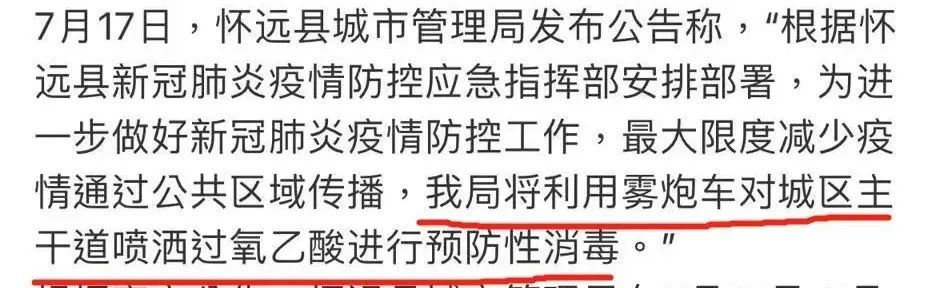 7月17日，怀远县城市管理局发布公告称，“根据怀
远县新冠肺炎疫情防控应急指挥部安排部署，为进
一步做好新冠肺炎疫情防控工作，最大限度减少疫
情通过公共区域传播，我局将利用雾炮车对城区主
干道喷洒过氧乙酸进行预防性消毒。”